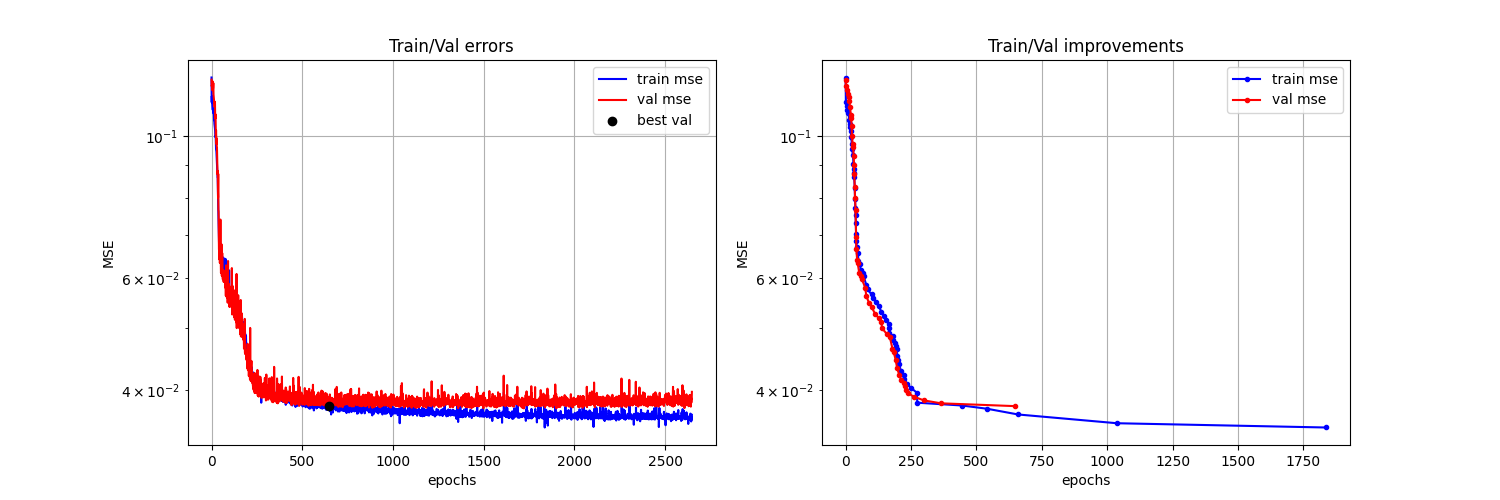 Train/Val errors
train mse
val mse
best val
10⁻¹
6 × 10⁻²
4 × 10⁻²
MSE
0
500
1000
1500
2000
2500
epochs
Train/Val improvements
train mse
val mse
10⁻¹
6 × 10⁻²
4 × 10⁻²
MSE
0
250
500
750
1000
1250
1500
1750
epochs